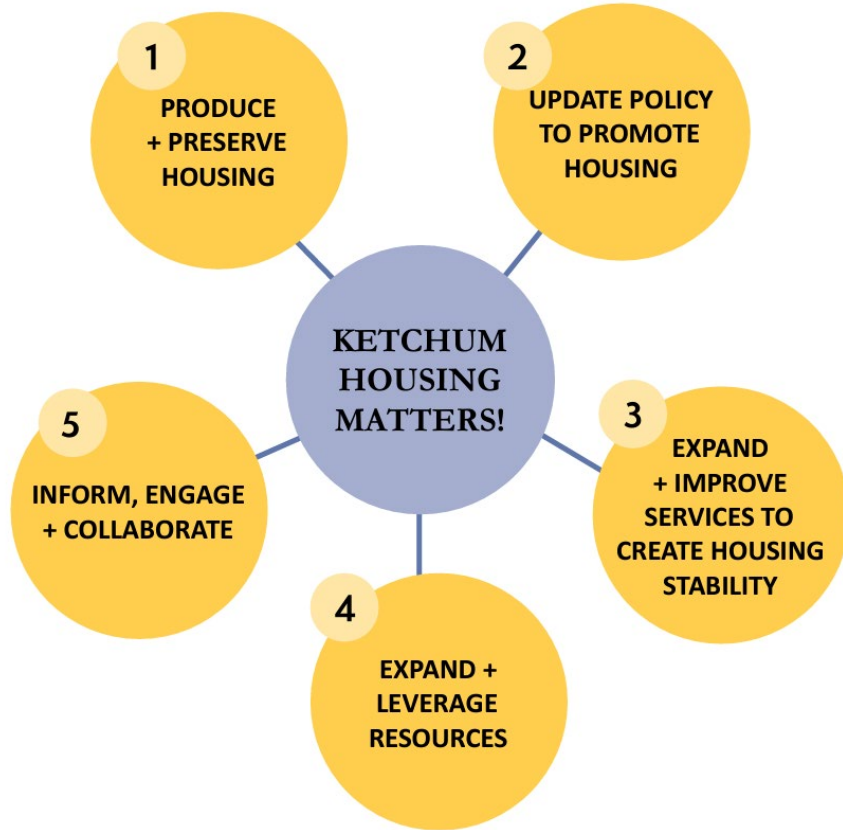 1
PRODUCE
+ PRESERVE
HOUSING
2
UPDATE POLICY
TO PROMOTE
HOUSING
KETCHUM
HOUSING
MATTERS!
3
EXPAND
+ IMPROVE
SERVICES TO
CREATE HOUSING
STABILITY
4
EXPAND +
LEVERAGE
RESOURCES
5
INFORM, ENGAGE
+ COLLABORATE